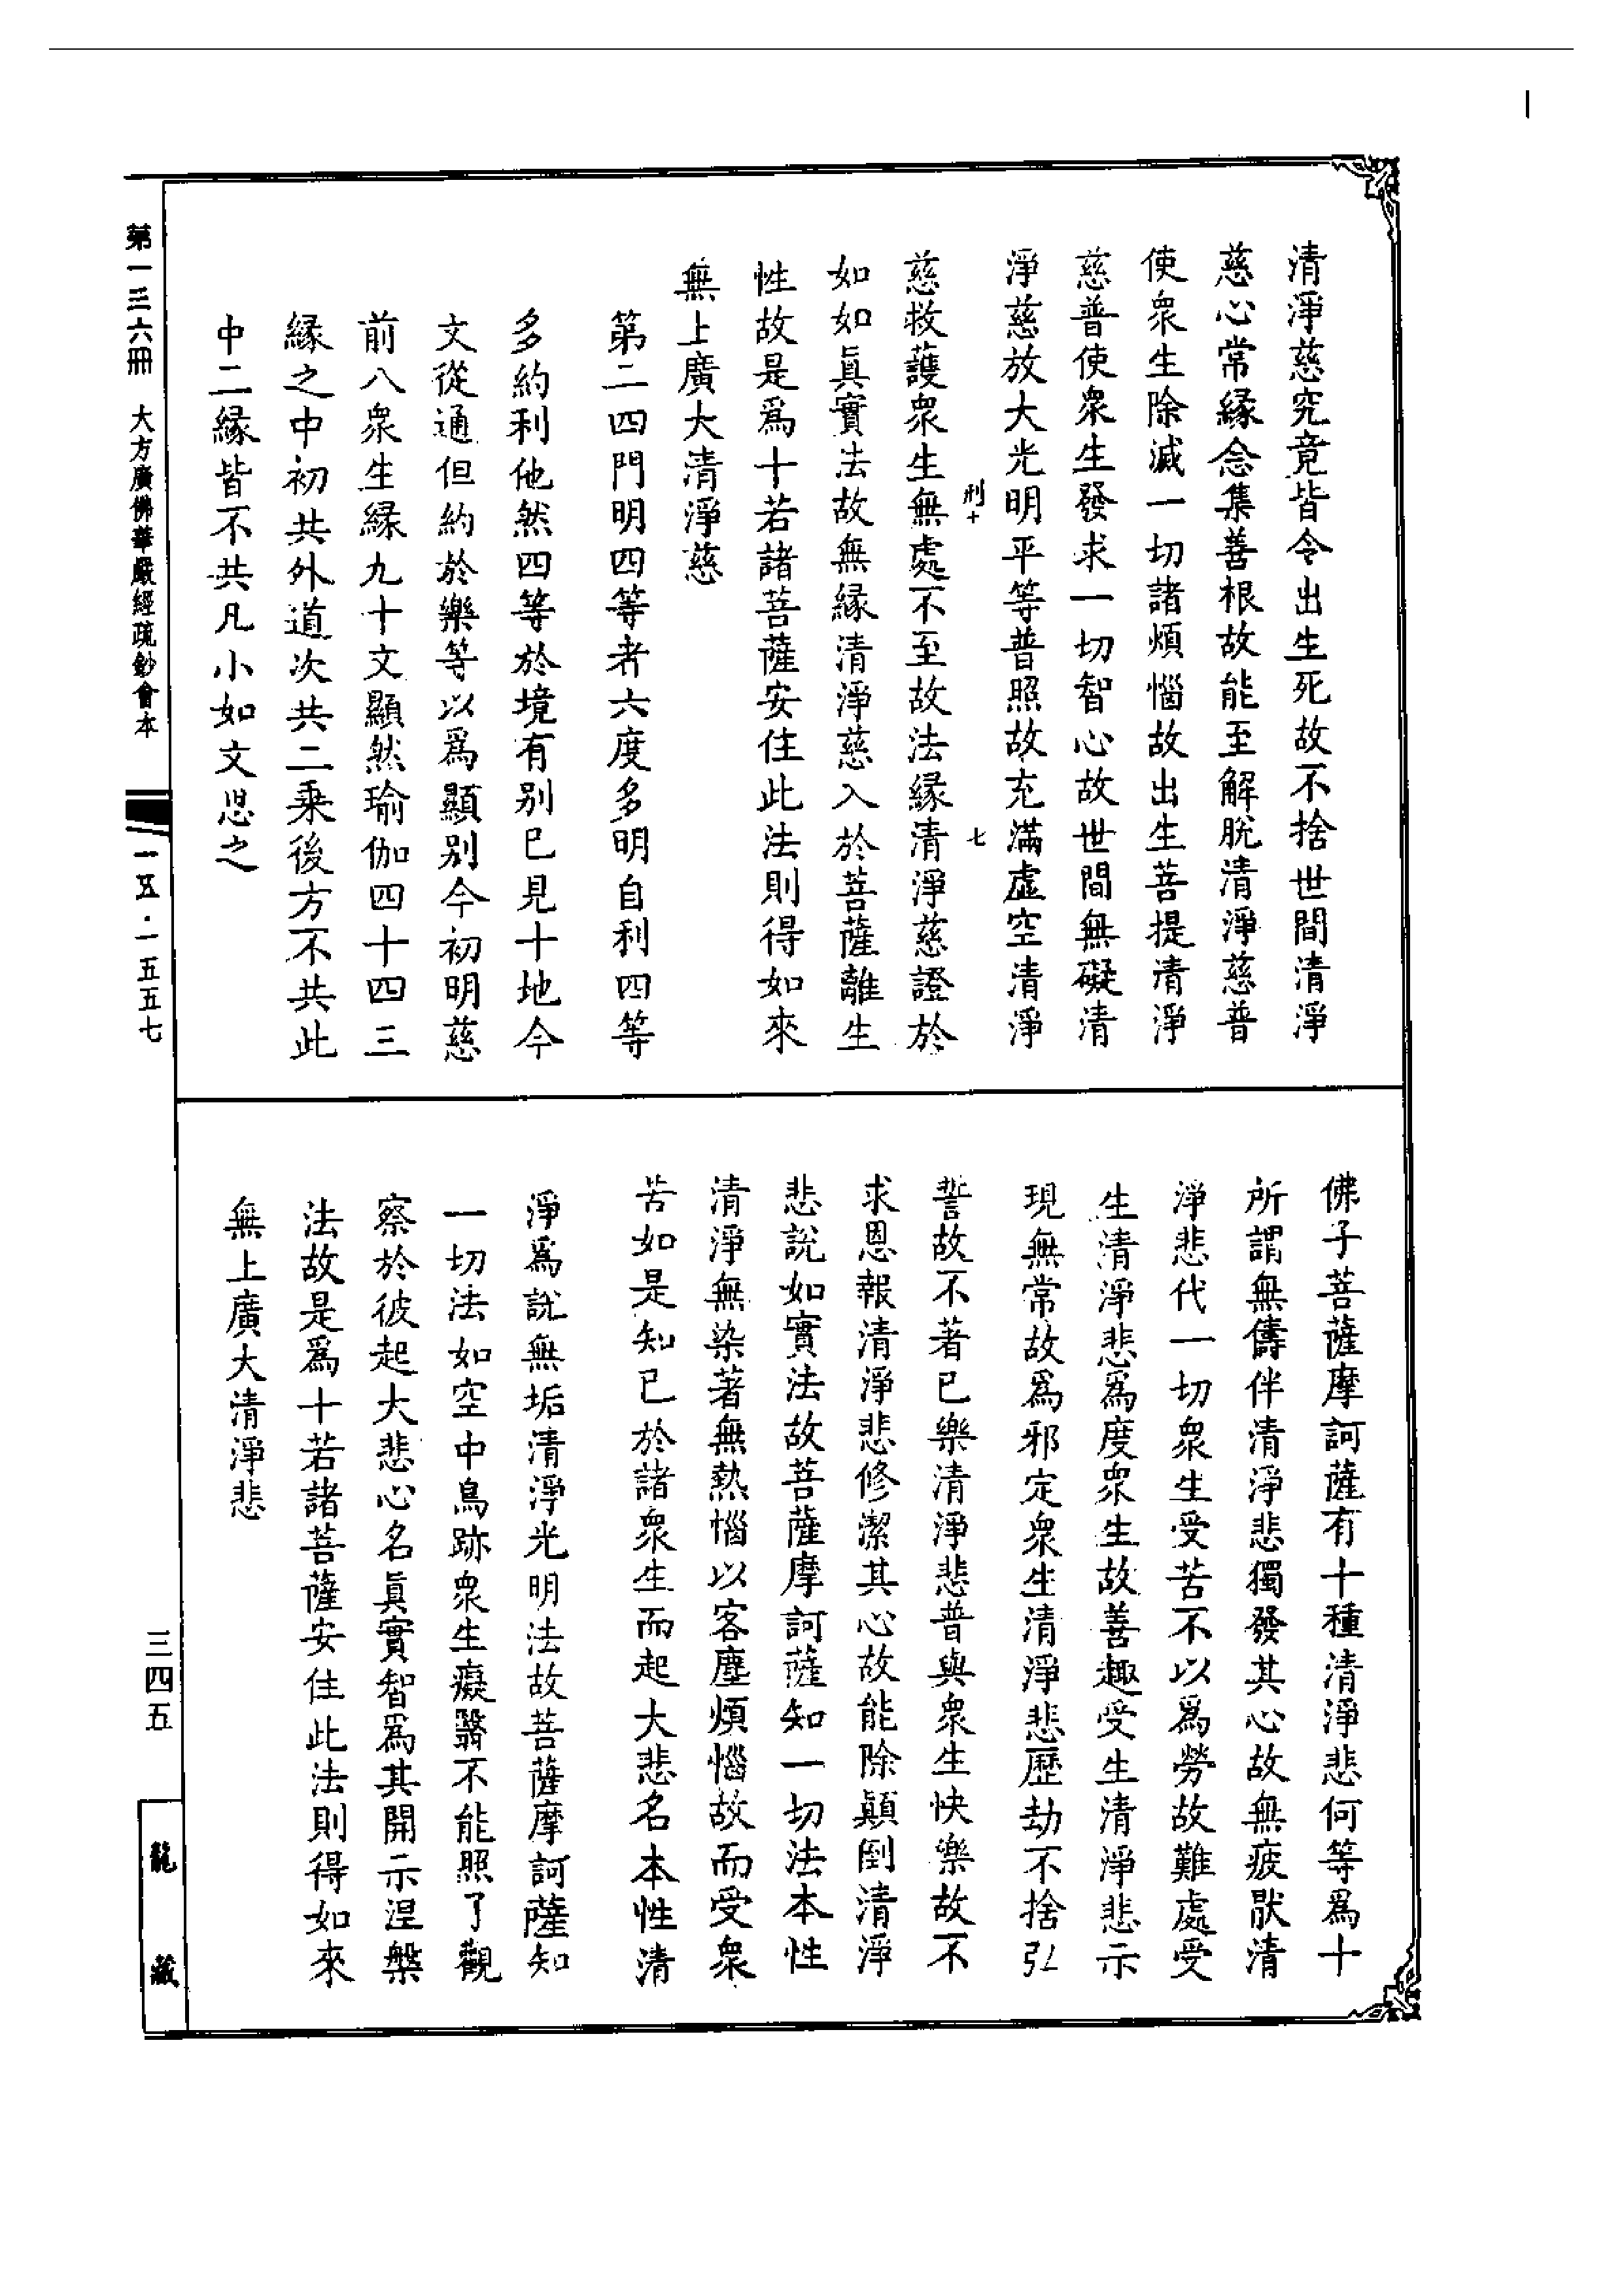 清淨慈究竟皆令出生死故不捨世間清淨
慈心常緣念集善根故能至解脫清淨慈普
使衆生除滅一切諸煩惱故出生菩提清淨
慈普使衆生發求一切智心故世間無礙清
淨慈放大光明平等普照故充滿虛空清淨
刑十 七
慈救護衆生無處不至故法緣清淨慈證於
如如眞實法故無緣清淨慈入於菩薩離生
性故是爲十若諸菩薩安住此法則得如來
無上廣大清淨慈
第二四門明四等者六度多明自利四等
多約利他然四等於境有别巳見十地今
文從通但約於樂等以爲顯别今初明慈
前八衆生緣九十文顯然瑜伽四十四三
緣之中初共外道次共二乘後方不共此
中二緣皆不共凡小如文思之
佛子菩薩摩訶薩有十種清淨悲何等爲十
所謂無儔伴清淨悲獨發其心故無疲厭清
淨悲代一切衆生受苦不以爲勞故難處受
生清淨悲爲度衆生故善趣受生清淨悲示
現無常故爲邪定衆生清淨悲歷劫不捨弘
誓故不著已樂清淨悲普與衆生快樂故不
求恩報清淨悲修潔其心故能除顛倒清淨
悲說如實法故菩薩摩訶薩知一切法本性
清淨無染著無熱惱以客塵煩惱故而受衆
苦如是知已於諸衆生而起大悲名本性清
淨爲說無垢清淨光明法故菩薩摩訶薩知
一切法如空中鳥跡衆生癡翳不能照了觀
察於彼起大悲心名眞實智爲其開示涅槃
法故是爲十若諸菩薩安住此法則得如來
無上廣大清淨悲
第一三六冊 大方廣佛華嚴經疏鈔會本
一五·一五五七
三四五
龍藏